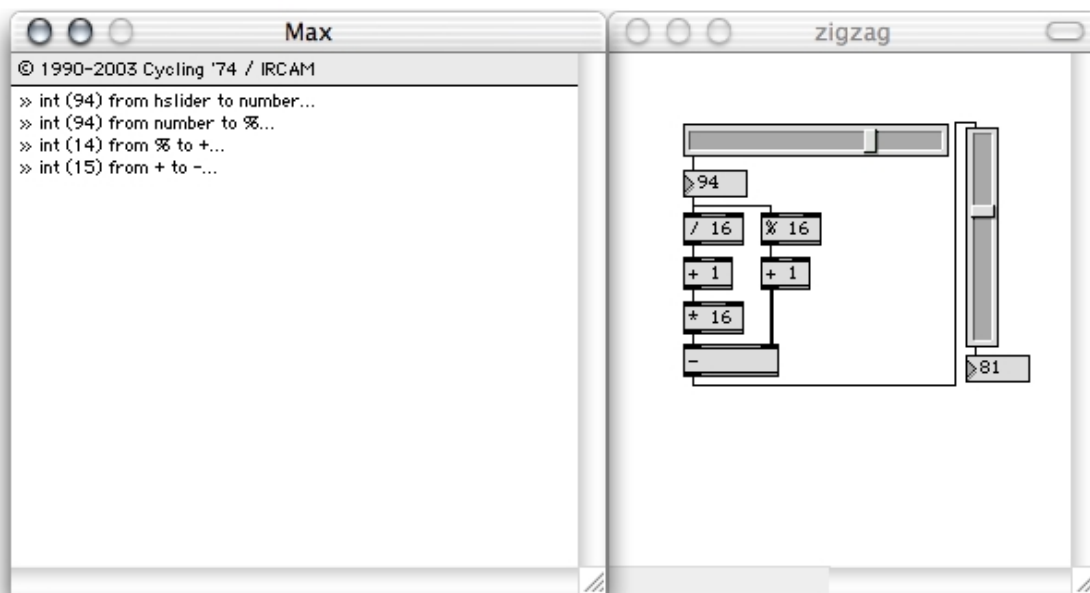 Max
© 1990-2003 Cycling '74 / IRCAM
» int (94) from hslider to number...
» int (94) from number to %...
» int (14) from % to +...
» int (15) from + to -...
zigzag
94
/ 16
% 16
+ 1
+ 1
* 16
-
81